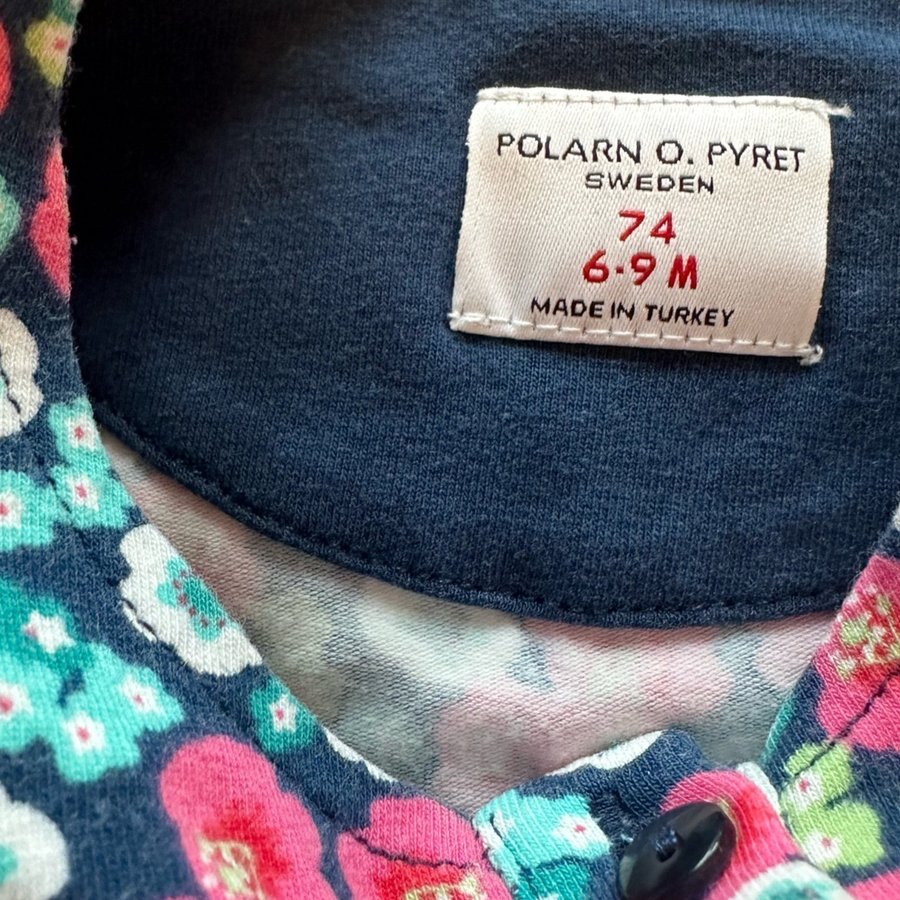 POLARN O. PYRET
SWEDEN
74
6-9 M
MADE IN TURKEY